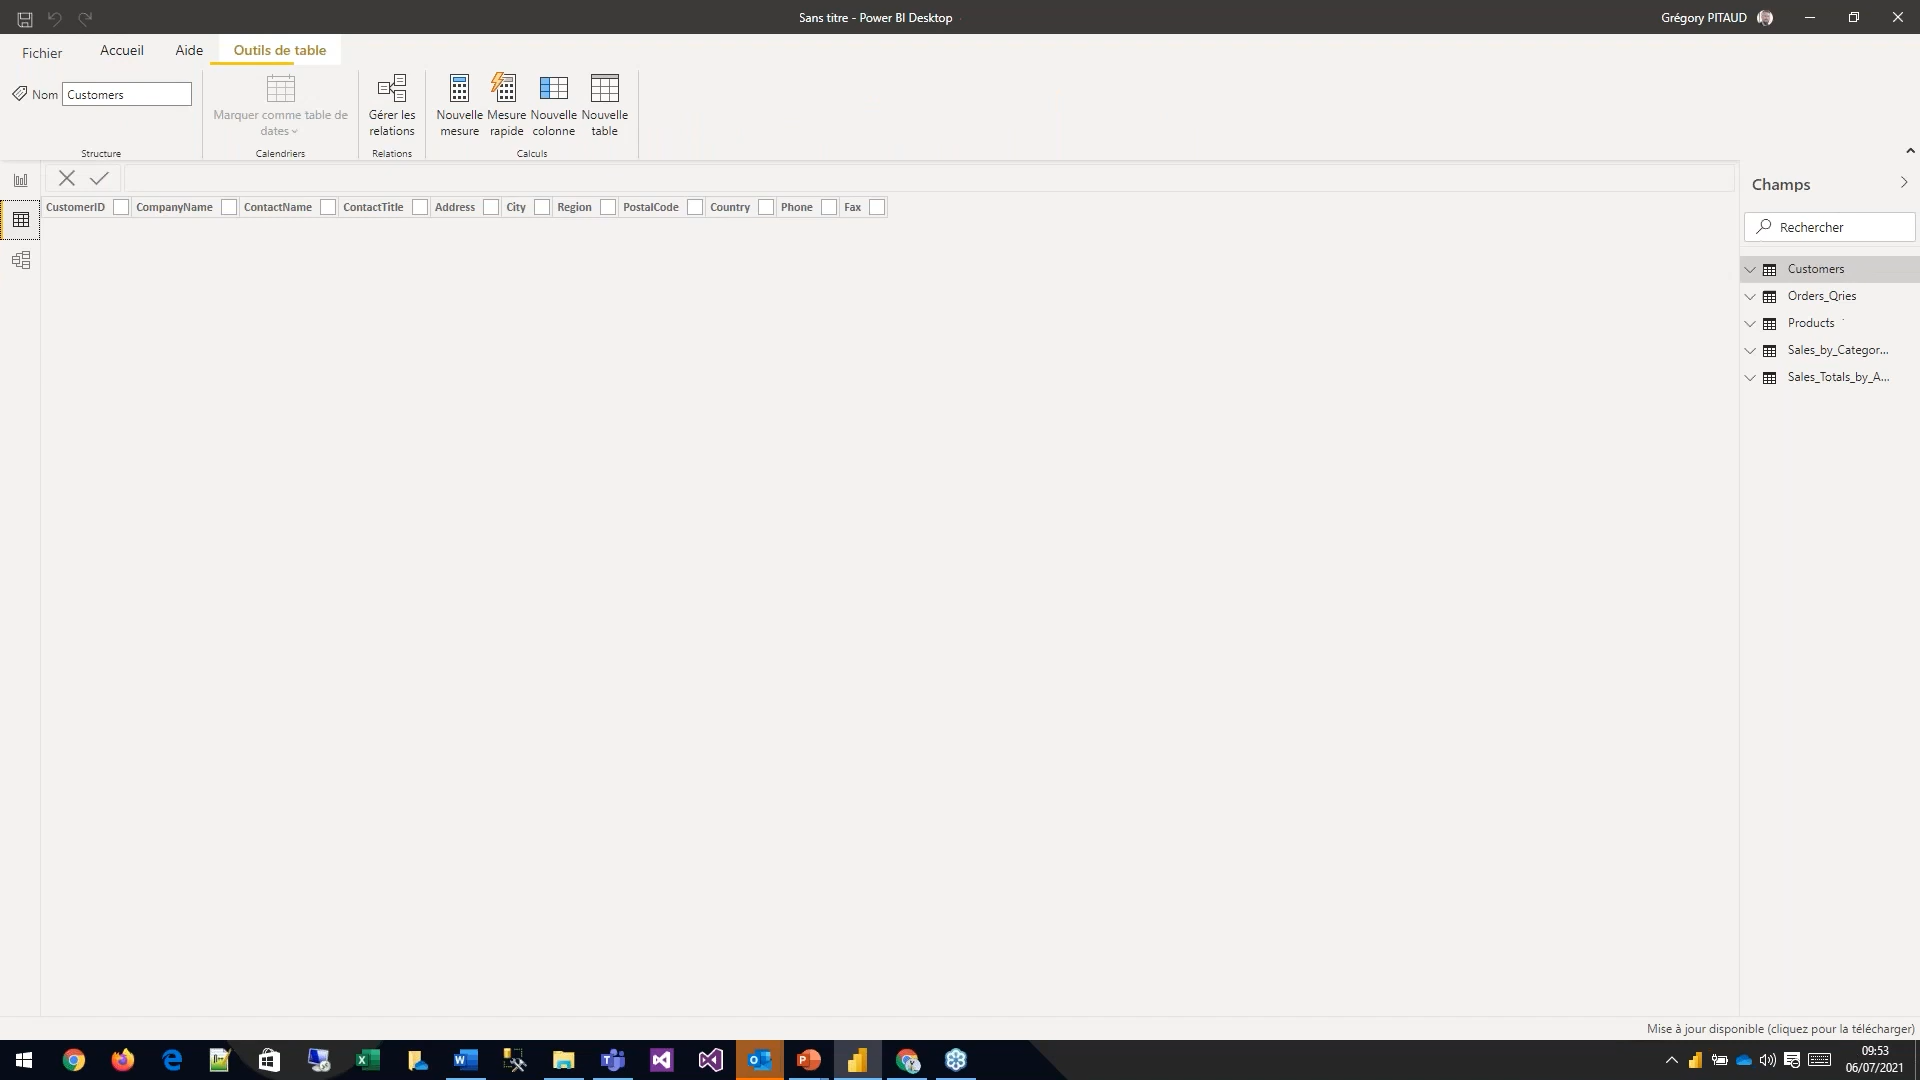 Sans titre - Power BI Desktop
Grégory PITAUD
Fichier
Accueil
Aide
Outils de table
Nom
Customers
Marquer comme table de
dates
Gérer les
relations
Nouvelle
mesure
Mesure
rapide
Nouvelle
colonne
Nouvelle
table
Structure
Calendriers
Relations
Calculs
CustomerID
CompanyName
ContactName
ContactTitle
Address
City
Region
PostalCode
Country
Phone
Fax
Champs
Rechercher
Customers
Orders_Qries
Products
Sales_by_Categor...
Sales_Totals_by_A...
Mise à jour disponible (cliquez pour la télécharger)
09:53
06/07/2021